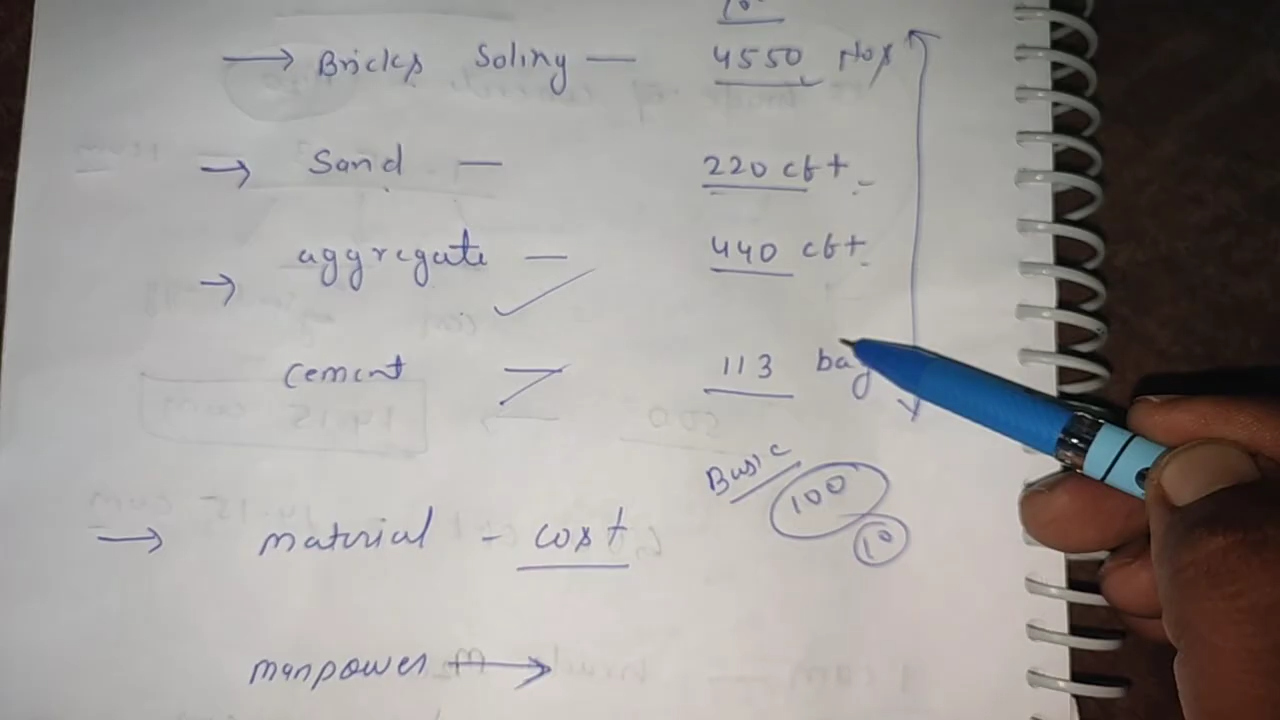 → Bricks Soling — 4550 Nos
→ Sand — 220 cft
→ aggregate — 440 cft
cement 113 bag
Basic 100
10
→ material - cost
manpower →